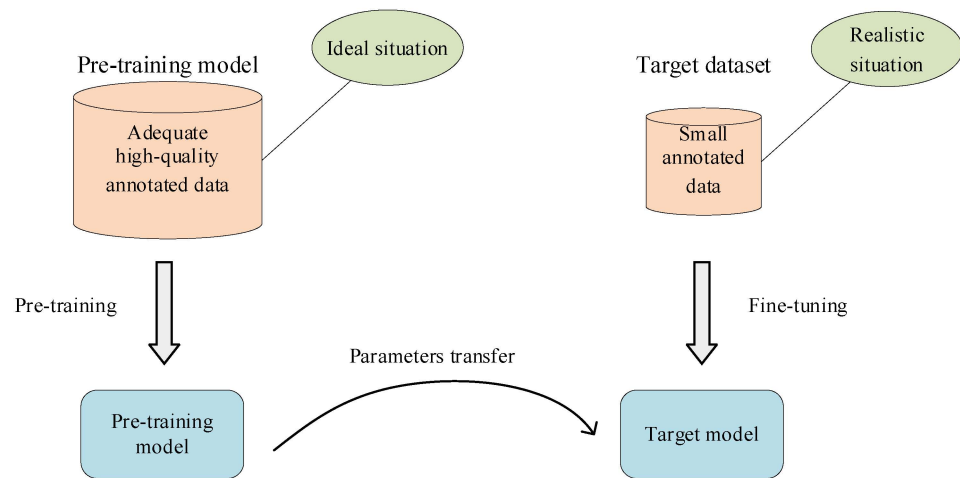 Ideal situation
Pre-training model
Adequate
high-quality
annotated data
Realistic
situation
Target dataset
Small
annotated
data
Pre-training
Fine-tuning
Parameters transfer
Pre-training
model
Target model